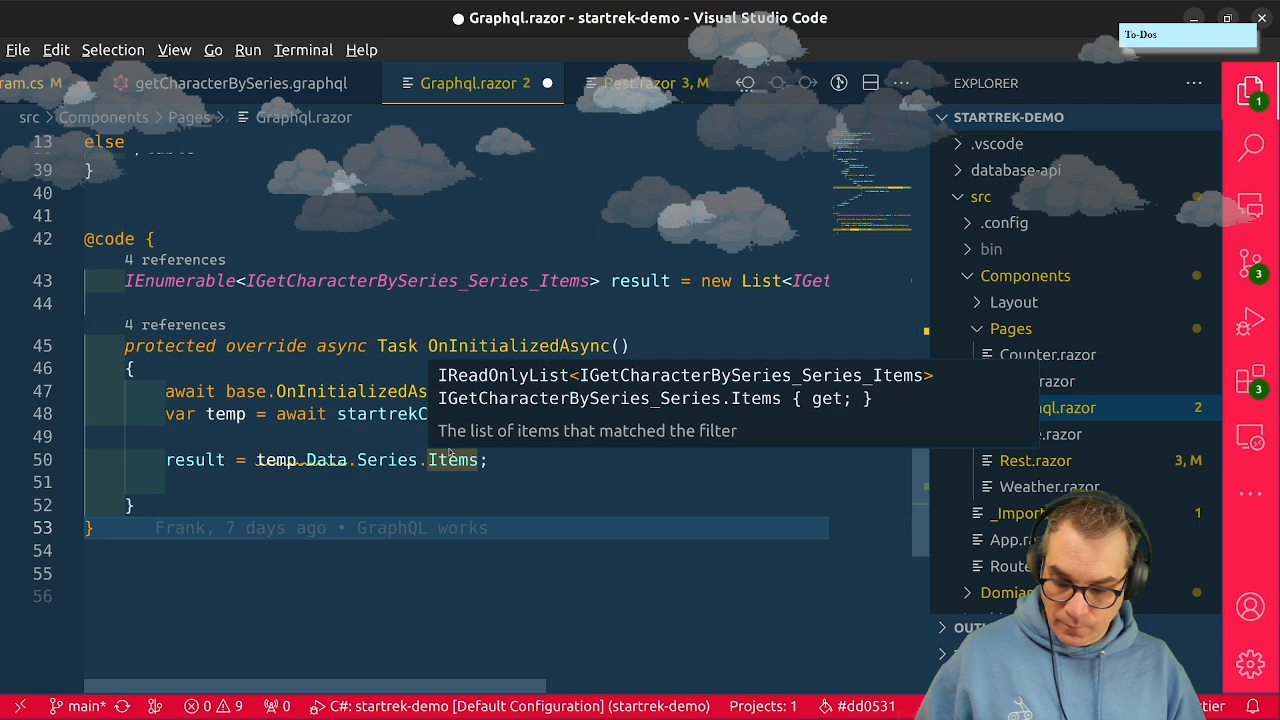 Graphql.razor - startrek-demo - Visual Studio Code
To-Dos
File Edit Selection View Go Run Terminal Help
ram.cs M getCharacterBySeries.graphql Graphql.razor 2 Rest.razor 3, M
EXPLORER
src > Components > Pages > Graphql.razor
STARTREK-DEMO
.vscode
database-api
src
.config
bin
Components
Layout
Pages
Counter.razor
.razor
ql.razor 2
e.razor
Rest.razor 3, M
Weather.razor
_Import 1
App.ra
Route
Domian
OUT
13 else
39 }
40
41
42 @code {
4 references
43 IEnumerable<IGetCharacterBySeries_Series_Items> result = new List<IGet
44
4 references
45 protected override async Task OnInitializedAsync()
46 {
47 await base.OnInitializedAs
48 var temp = await startrekC
49
50 result = temp.Data.Series.Items;
51
52 }
53 } Frank, 7 days ago • GraphQL works
54
55
56
IReadOnlyList<IGetCharacterBySeries_Series_Items>
IGetCharacterBySeries_Series.Items { get; }
The list of items that matched the filter
1
3
3
main* 0 9 0 C#: startrek-demo [Default Configuration] (startrek-demo) Projects: 1 #dd0531 tier